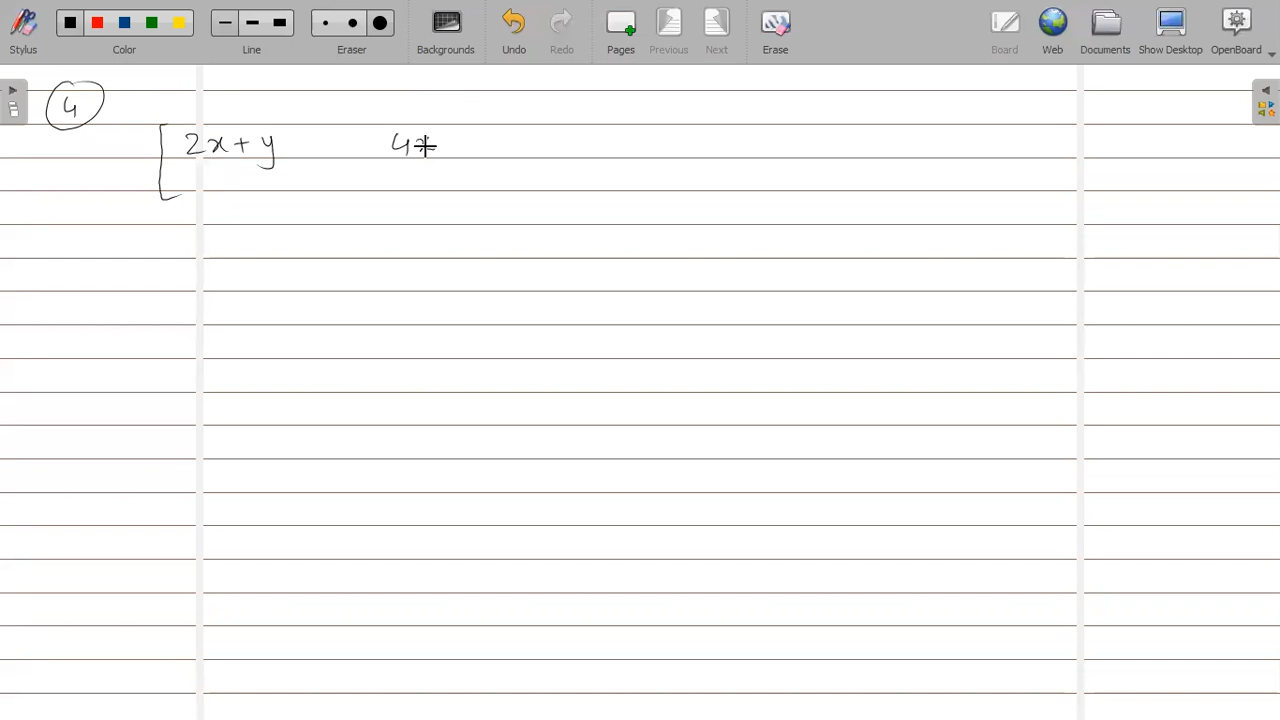 Stylus Color Line Eraser Backgrounds Undo Redo Pages Previous Next Erase Board Web Documents Show Desktop OpenBoard
4
[ 2x + y 4x